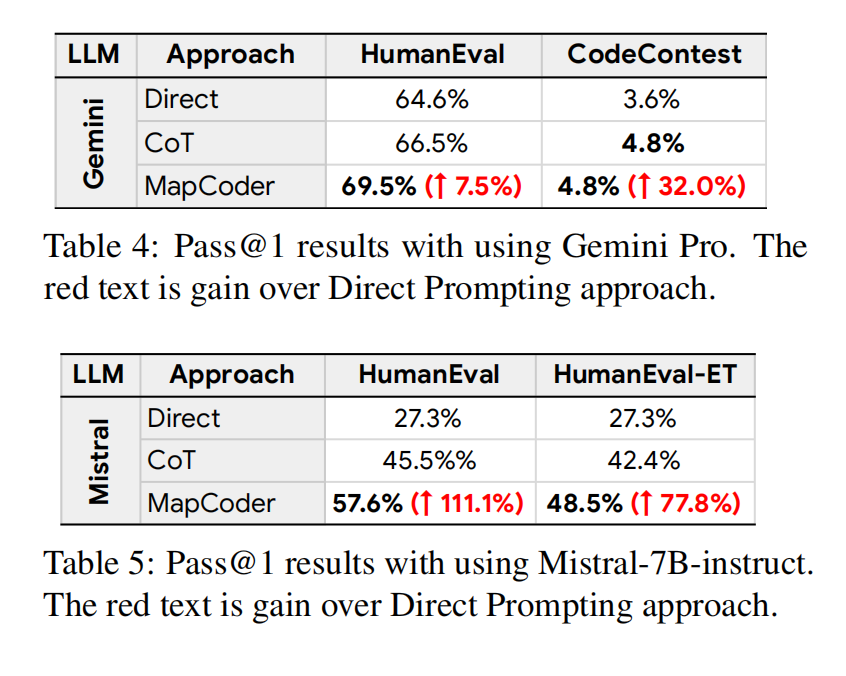 LLM Approach HumanEval CodeContest
Gemini
Direct 64.6% 3.6%
CoT 66.5% 4.8%
MapCoder 69.5% (↑ 7.5%) 4.8% (↑ 32.0%)
Table 4: Pass@1 results with using Gemini Pro. The
red text is gain over Direct Prompting approach.
LLM Approach HumanEval HumanEval-ET
Mistral
Direct 27.3% 27.3%
CoT 45.5%% 42.4%
MapCoder 57.6% (↑ 111.1%) 48.5% (↑ 77.8%)
Table 5: Pass@1 results with using Mistral-7B-instruct.
The red text is gain over Direct Prompting approach.